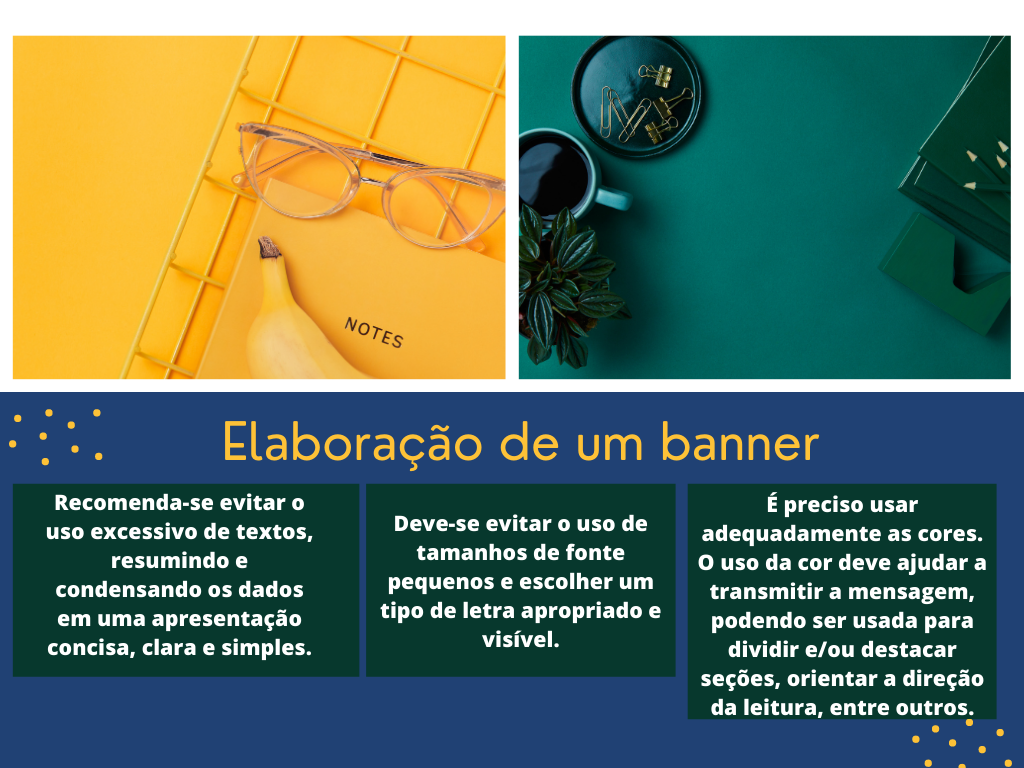 NOTES
Elaboração de um banner
Recomenda-se evitar o
uso excessivo de textos,
resumindo e
condensando os dados
em uma apresentação
concisa, clara e simples.
Deve-se evitar o uso de
tamanhos de fonte
pequenos e escolher um
tipo de letra apropriado e
visível.
É preciso usar
adequadamente as cores.
O uso da cor deve ajudar a
transmitir a mensagem,
podendo ser usada para
dividir e/ou destacar
seções, orientar a direção
da leitura, entre outros.